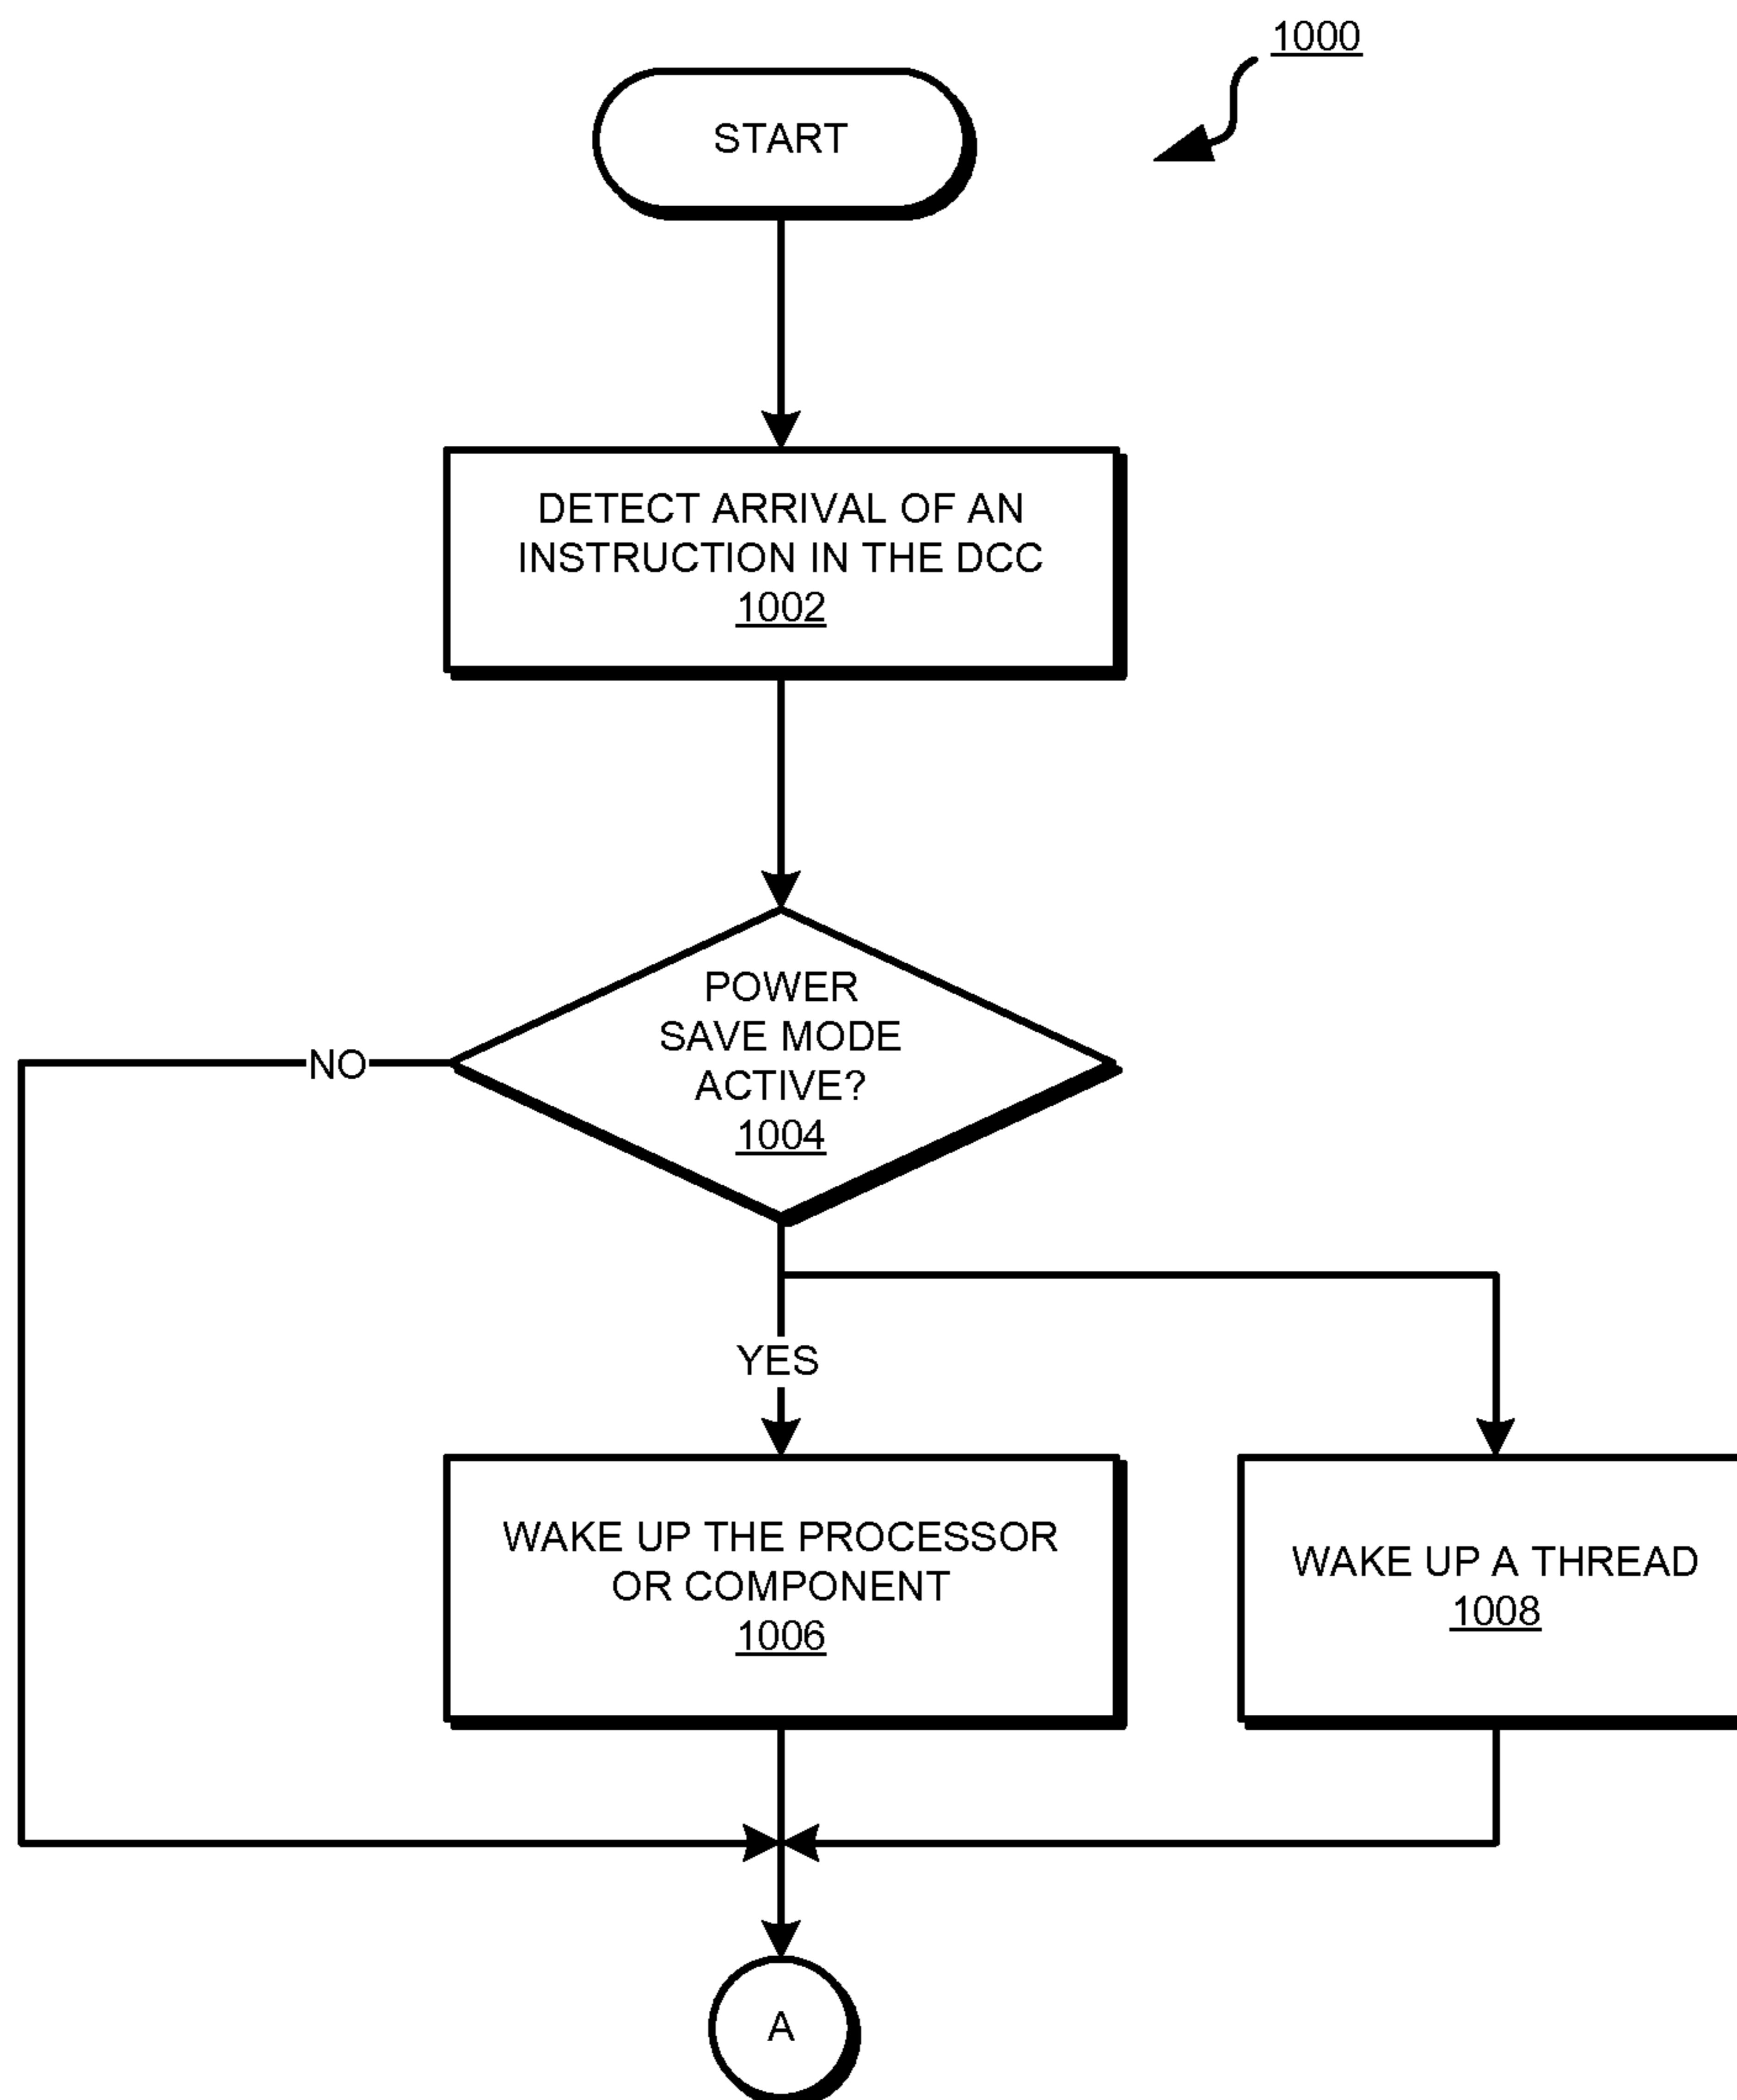 1000
START
DETECT ARRIVAL OF AN
INSTRUCTION IN THE DCC
1002
POWER
SAVE MODE
ACTIVE?
1004
NO
YES
WAKE UP THE PROCESSOR
OR COMPONENT
1006
WAKE UP A THREAD
1008
A